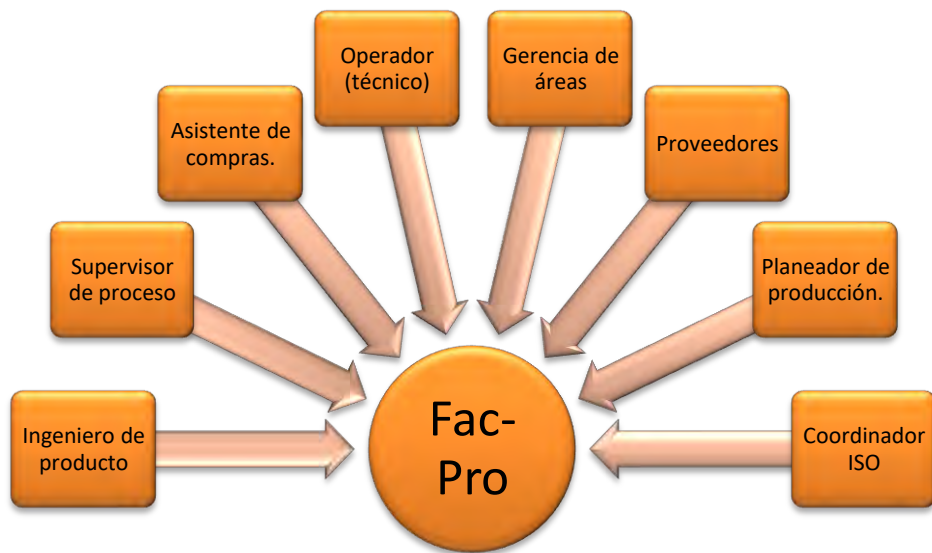 Operador
(técnico)
Gerencia de
áreas
Asistente de
compras.
Proveedores
Supervisor
de proceso
Planeador de
producción.
Ingeniero de
producto
Fac-
Pro
Coordinador
ISO